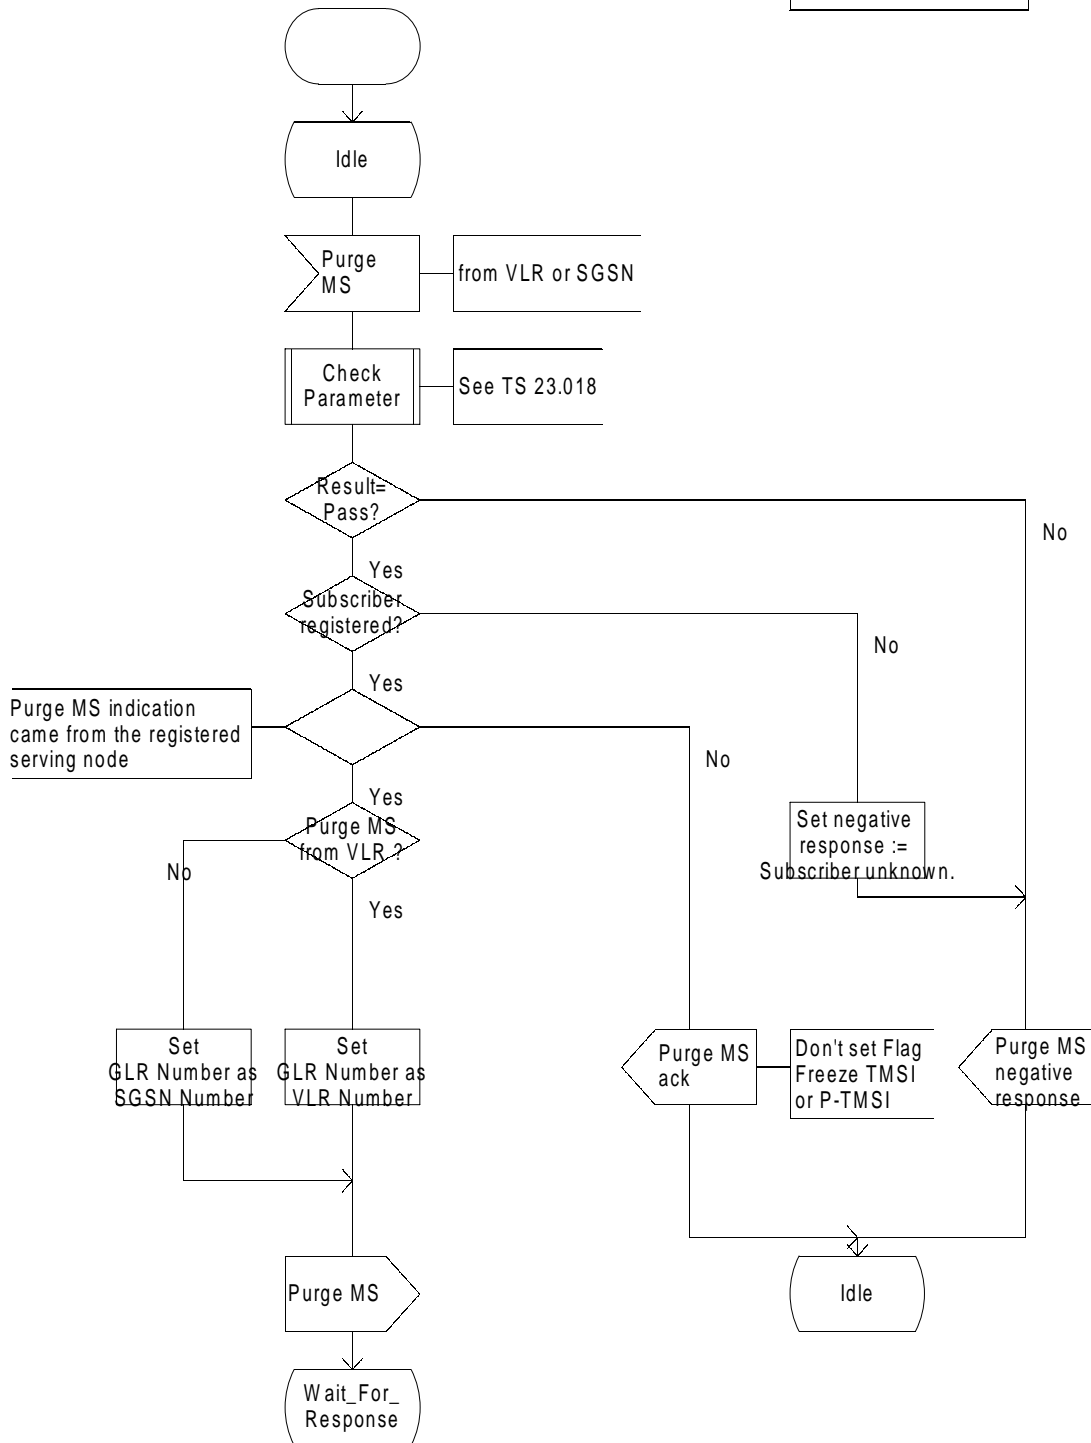 Idle
Purge
MS
from VLR or SGSN
Check
Parameter
See TS 23.018
Result=
Pass?
No
Yes
Subscriber
registered?
No
Yes
Purge MS indication
came from the registered
serving node
No
Yes
Purge MS
from VLR ?
No
Yes
Set negative
response :=
Subscriber unknown.
Set
GLR Number as
SGSN Number
Set
GLR Number as
VLR Number
Purge MS
ack
Don't set Flag
Freeze TMSI
or P-TMSI
Purge MS
negative
response
Purge MS
Idle
Wait_For_
Response